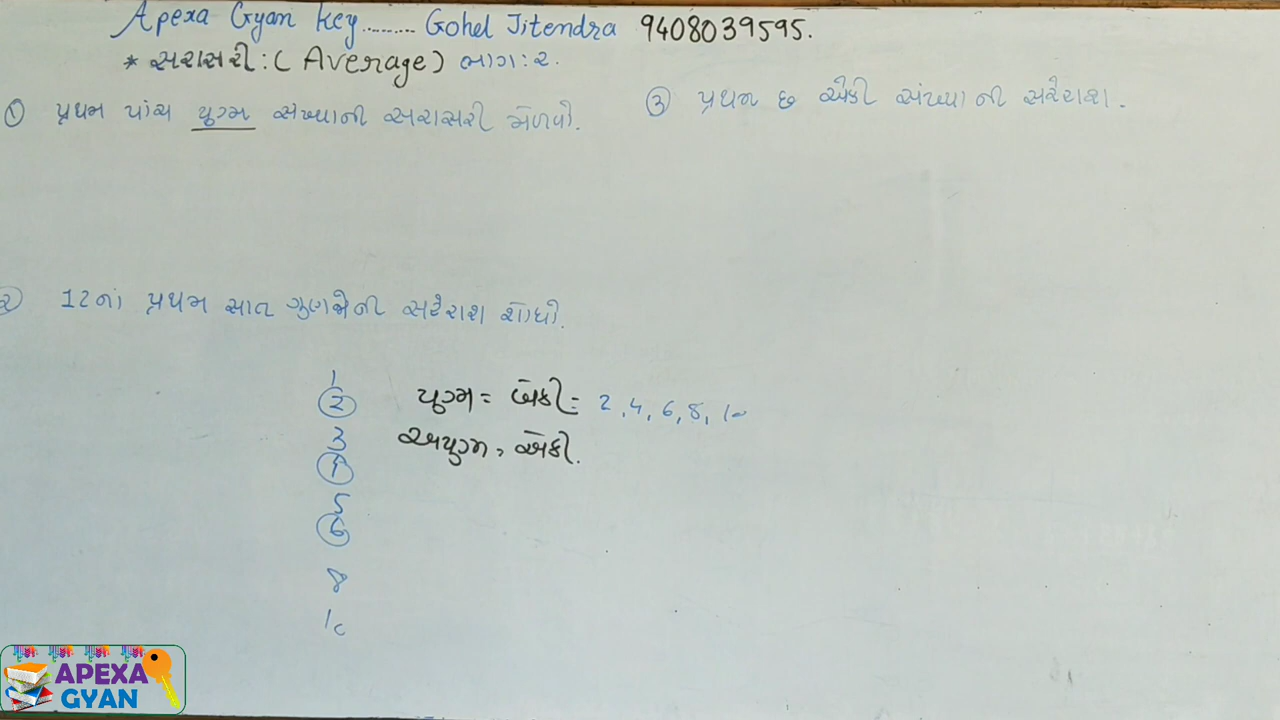 Apexa Gyan Key......... Gohel Jitendra 9408039595.
* સરાસરી : ( Average ) ભાગ : ૨.
① પ્રથમ પાંચ યુગ્મ સંખ્યાની સરાસરી મેળવો.
③ પ્રથમ છ એકી સંખ્યા ની સરેરાશ.
૨ 12નાં પ્રથમ સાત ગુણકોની સરેરાશ શોધો.
1
2 યુગ્મ = બેકી = 2, 4, 6, 8, 10
3 અયુગ્મ = એકી.
4
5
6
8
10
APEXA
GYAN